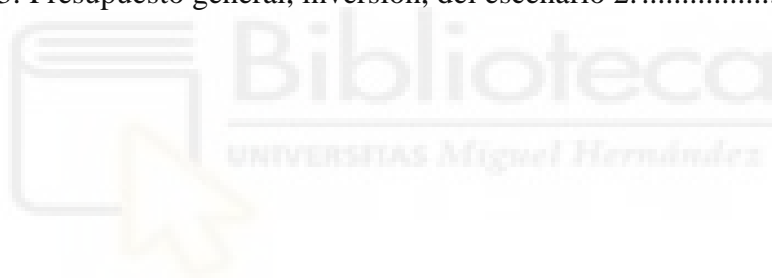 3. Presupuesto general, inversión, del escenario 2. ..................
Biblioteca
UNIVERSITAS Miguel Hernández